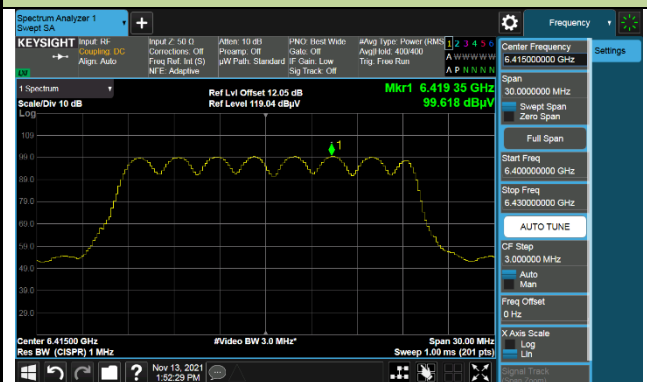 Spectrum Analyzer 1
Swept SA
Frequency
KEYSIGHT
Input: RF
Coupling: DC
Align: Auto
Input Z: 50 Ω
Corrections: Off
Freq Ref: Int (S)
NFE: Adaptive
Atten: 10 dB
Preamp: Off
µW Path: Standard
PNO: Best Wide
Gate: Off
IF Gain: Low
Sig Track: Off
#Avg Type: Power (RMS
Avg|Hold: 400/400
Trig: Free Run
1 2 3 4 5 6
A W W W W W
A P N N N N
LXI
1 Spectrum
Scale/Div 10 dB
Log
Ref Lvl Offset 12.05 dB
Ref Level 119.04 dBµV
Mkr1 6.419 35 GHz
99.618 dBµV
1
109
99.0
89.0
79.0
69.0
59.0
49.0
39.0
29.0
Center 6.41500 GHz
Res BW (CISPR) 1 MHz
#Video BW 3.0 MHz*
Span 30.00 MHz
Sweep 1.00 ms (201 pts)
Nov 13, 2021
1:52:29 PM
?
Center Frequency
6.415000000 GHz
Settings
Span
30.0000000 MHz
Swept Span
Zero Span
Full Span
Start Freq
6.400000000 GHz
Stop Freq
6.430000000 GHz
AUTO TUNE
CF Step
3.000000 MHz
Auto
Man
Freq Offset
0 Hz
X Axis Scale
Log
Lin
Signal Track